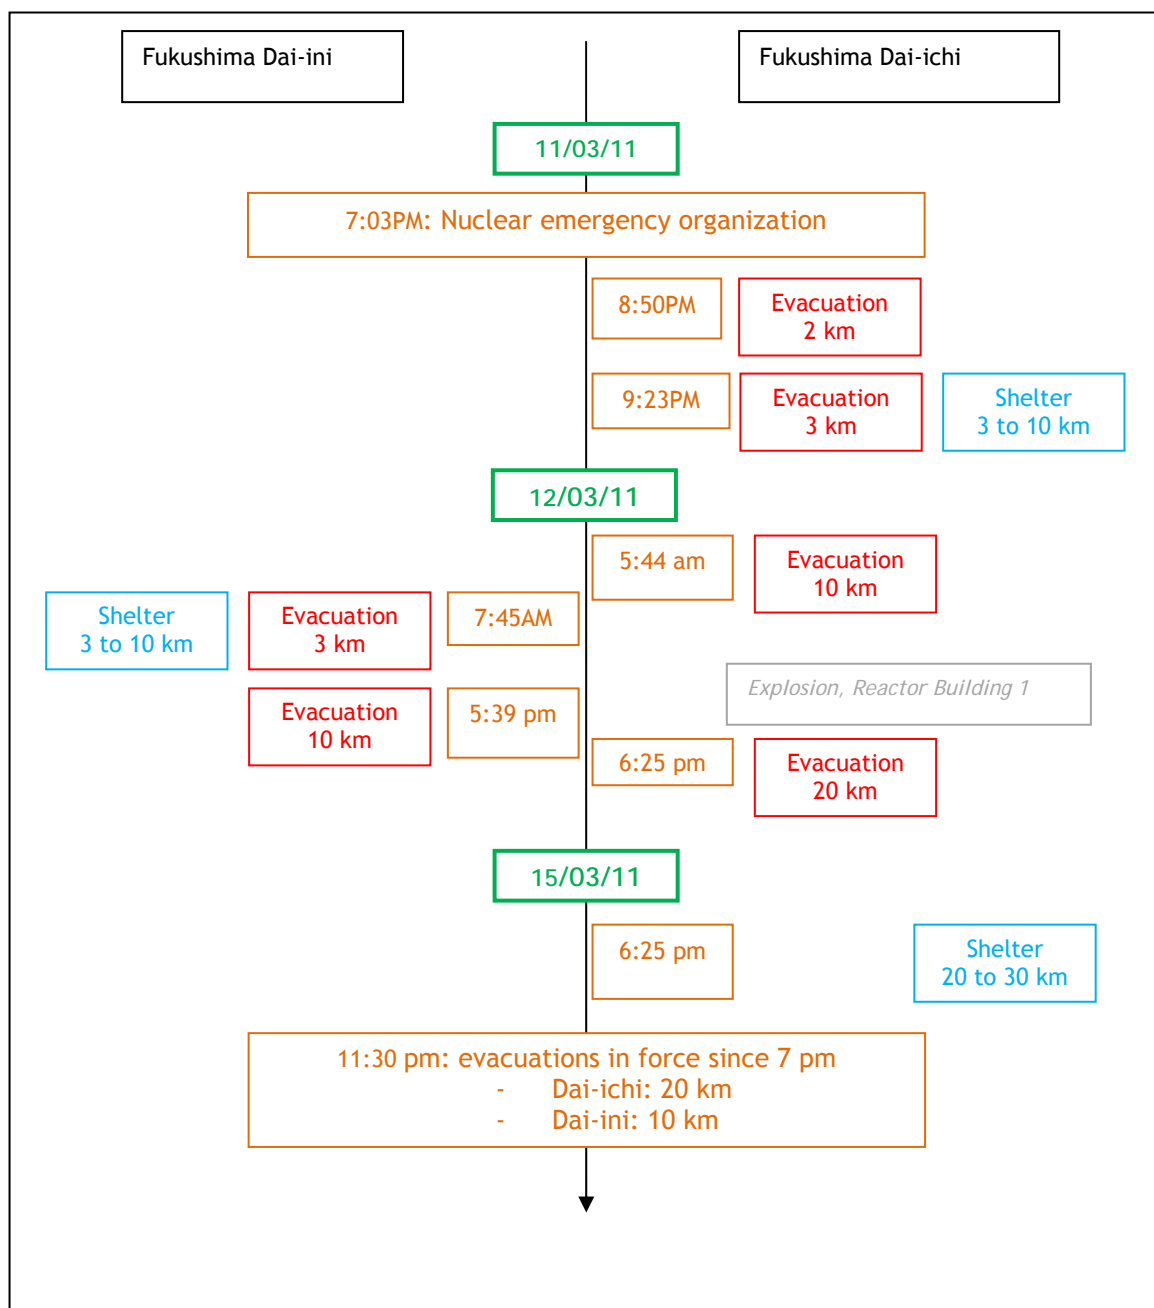 Fukushima Dai-ini
Fukushima Dai-ichi
11/03/11
7:03PM: Nuclear emergency organization
8:50PM
Evacuation
2 km
9:23PM
Evacuation
3 km
Shelter
3 to 10 km
12/03/11
5:44 am
Evacuation
10 km
Shelter
3 to 10 km
Evacuation
3 km
7:45AM
Explosion, Reactor Building 1
Evacuation
10 km
5:39 pm
6:25 pm
Evacuation
20 km
15/03/11
6:25 pm
Shelter
20 to 30 km
11:30 pm: evacuations in force since 7 pm
- Dai-ichi: 20 km
- Dai-ini: 10 km